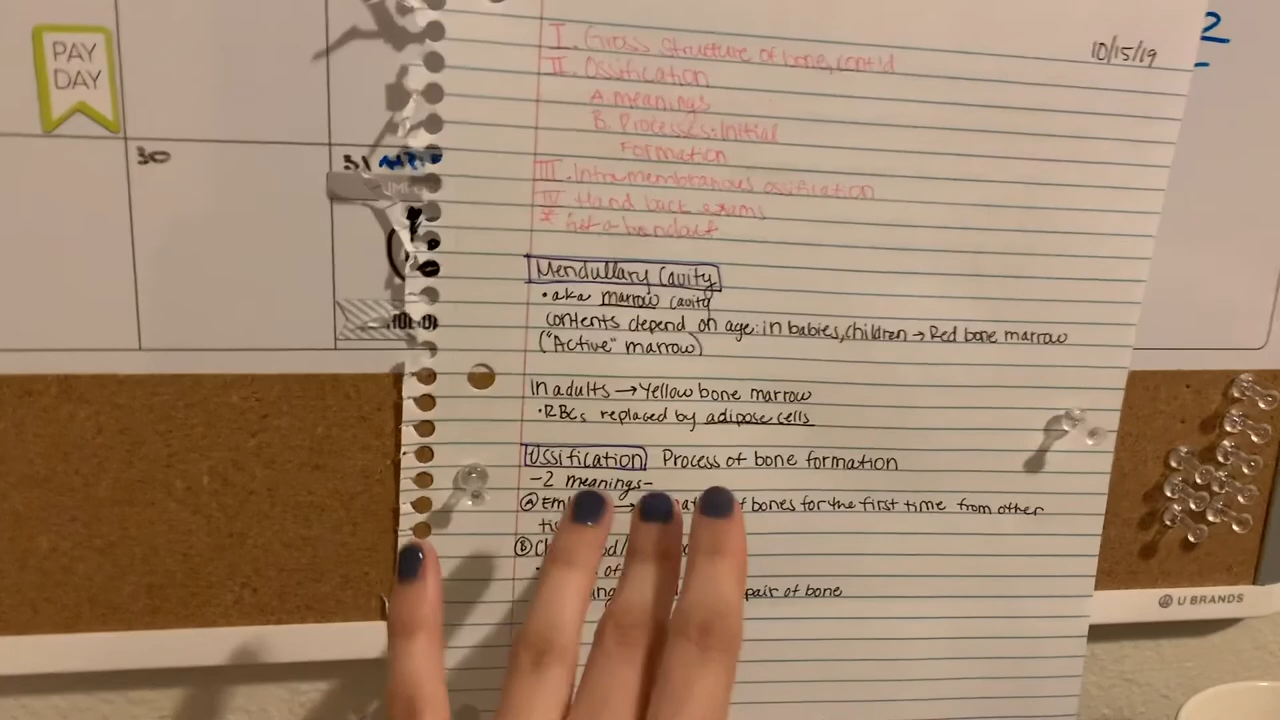 PAY
DAY
30
31
2
10/15/19
I. Gross structure of bone, cont'd
II. Ossification
A. meanings
B. Processes: Initial
Formation
III. Intramembranous ossification
IV. Hand back exams
* Get a handout
Mendullary Cavity
• aka marrow cavity
contents depend on age: in babies, children → Red bone marrow
("Active" marrow)
In adults → Yellow bone marrow
• RBCs replaced by adipose cells
Ossification Process of bone formation
-2 meanings-
A → of bones for the first time from other
B
of
pair of bone
U BRANDS